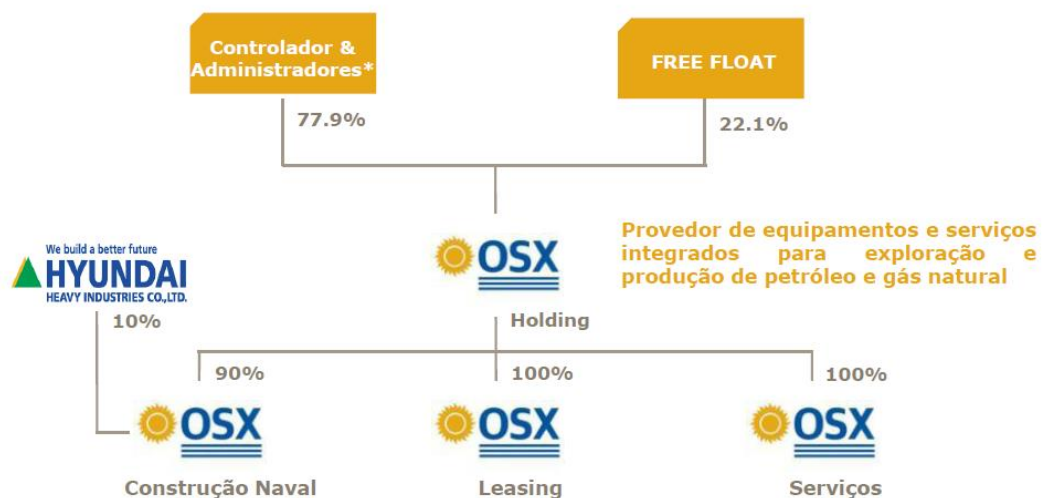 Controlador &
Administradores*
FREE FLOAT
77.9%
22.1%
We build a better future
HYUNDAI
HEAVY INDUSTRIES CO.,LTD.
OSX
Provedor de equipamentos e serviços
integrados para exploração e
produção de petróleo e gás natural
10%
Holding
90%
100%
100%
OSX
OSX
OSX
Construção Naval
Leasing
Serviços